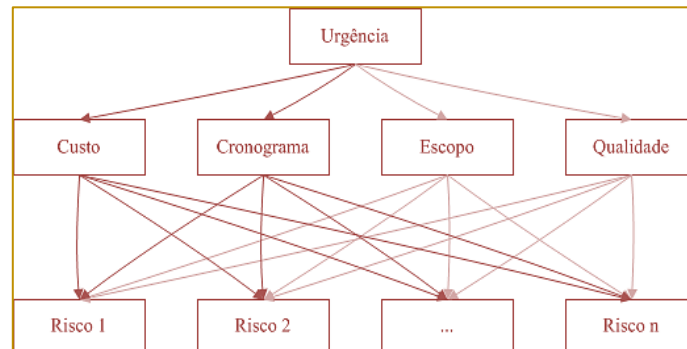 Urgência
Custo
Cronograma
Escopo
Qualidade
Risco 1
Risco 2
...
Risco n